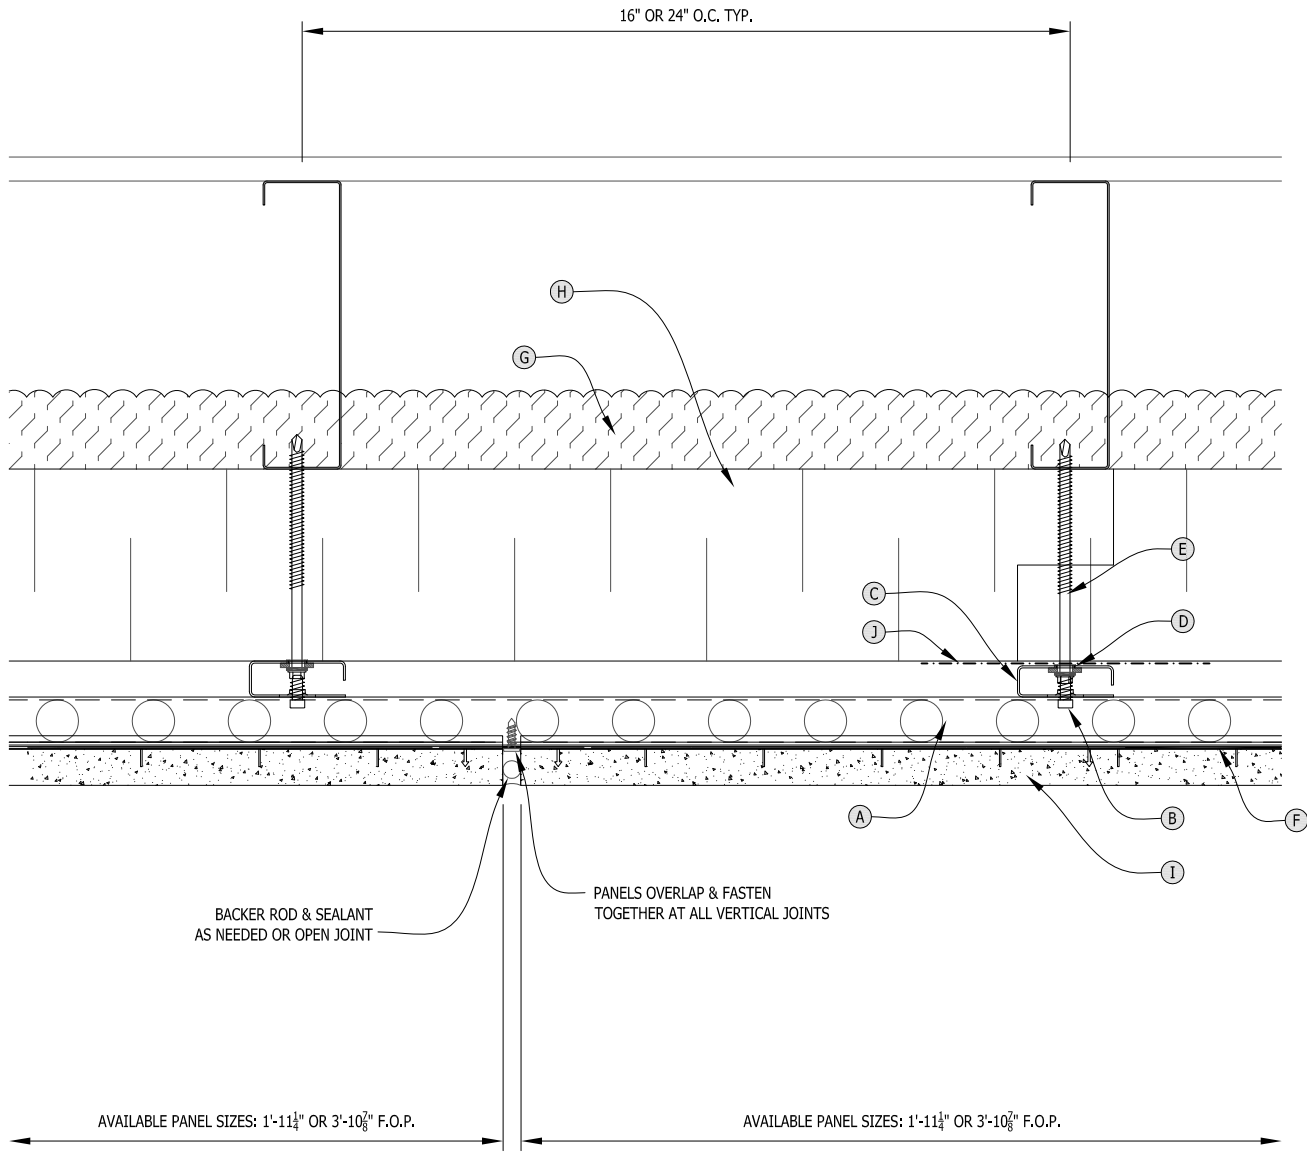 16" OR 24" O.C. TYP.
H
G
E
C
D
J
A
B
F
I
PANELS OVERLAP & FASTEN
TOGETHER AT ALL VERTICAL JOINTS
BACKER ROD & SEALANT
AS NEEDED OR OPEN JOINT
AVAILABLE PANEL SIZES: 1'-11¼" OR 3'-10⅞" F.O.P.
AVAILABLE PANEL SIZES: 1'-11¼" OR 3'-10⅞" F.O.P.